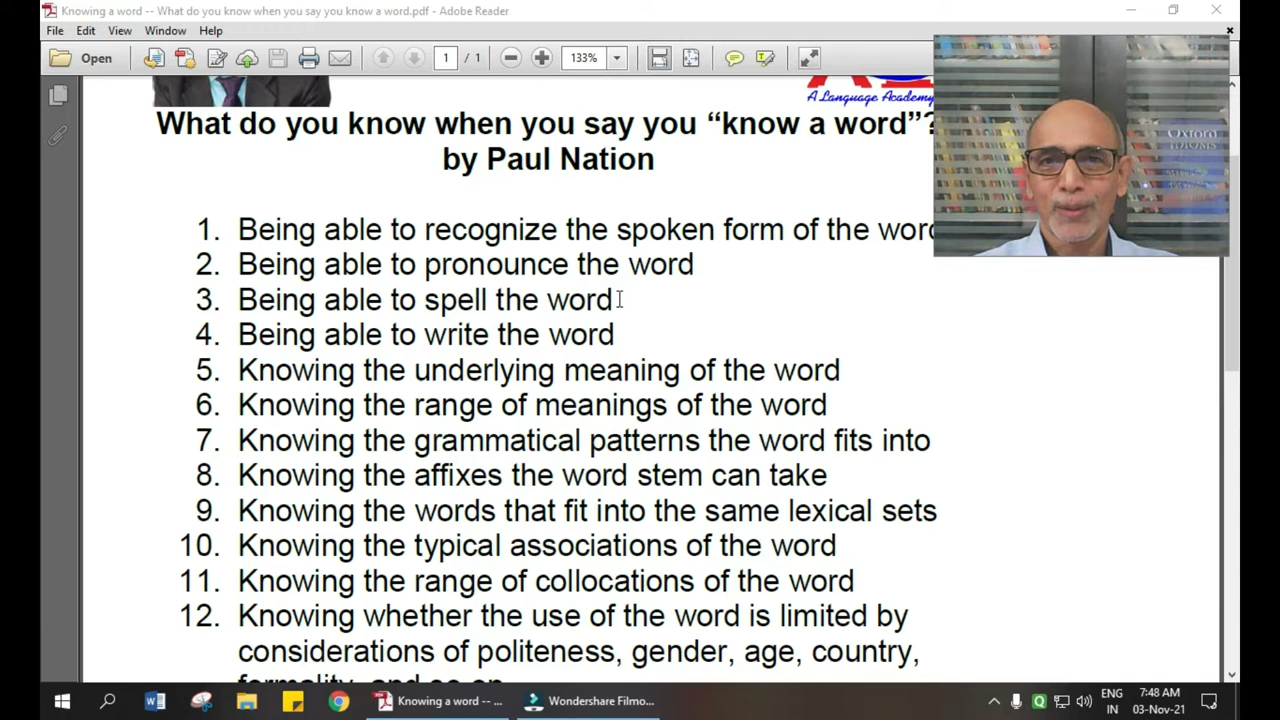 Knowing a word -- What do you know when you say you know a word.pdf - Adobe Reader
File Edit View Window Help
Open 1 / 1 133%
A Language Academy
What do you know when you say you “know a word”?
by Paul Nation
Oxford
IDIOMS
1. Being able to recognize the spoken form of the word
2. Being able to pronounce the word
3. Being able to spell the word
4. Being able to write the word
5. Knowing the underlying meaning of the word
6. Knowing the range of meanings of the word
7. Knowing the grammatical patterns the word fits into
8. Knowing the affixes the word stem can take
9. Knowing the words that fit into the same lexical sets
10. Knowing the typical associations of the word
11. Knowing the range of collocations of the word
12. Knowing whether the use of the word is limited by
considerations of politeness, gender, age, country,
formality, and so on
Knowing a word -- ... Wondershare Filmo... ENG 7:48 AM
IN 03-Nov-21